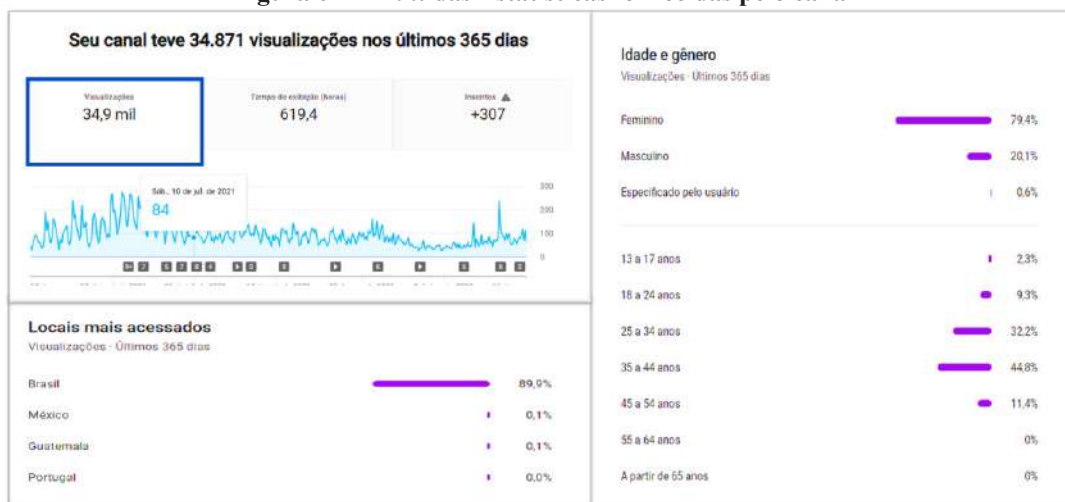 Seu canal teve 34.871 visualizações nos últimos 365 dias
Visualizações
34,9 mil
Tempo de exibição (horas)
619,4
Inscritos
+307
Sáb., 10 de jul. de 2021
84
300
200
100
0
Locais mais acessados
Visualizações · Últimos 365 dias
Brasil 89,9%
México 0,1%
Guatemala 0,1%
Portugal 0,0%
Idade e gênero
Visualizações · Últimos 365 dias
Feminino 79,4%
Masculino 20,1%
Especificado pelo usuário 0,6%
13 a 17 anos 2,3%
18 a 24 anos 9,3%
25 a 34 anos 32,2%
35 a 44 anos 44,8%
45 a 54 anos 11,4%
55 a 64 anos 0%
A partir de 65 anos 0%